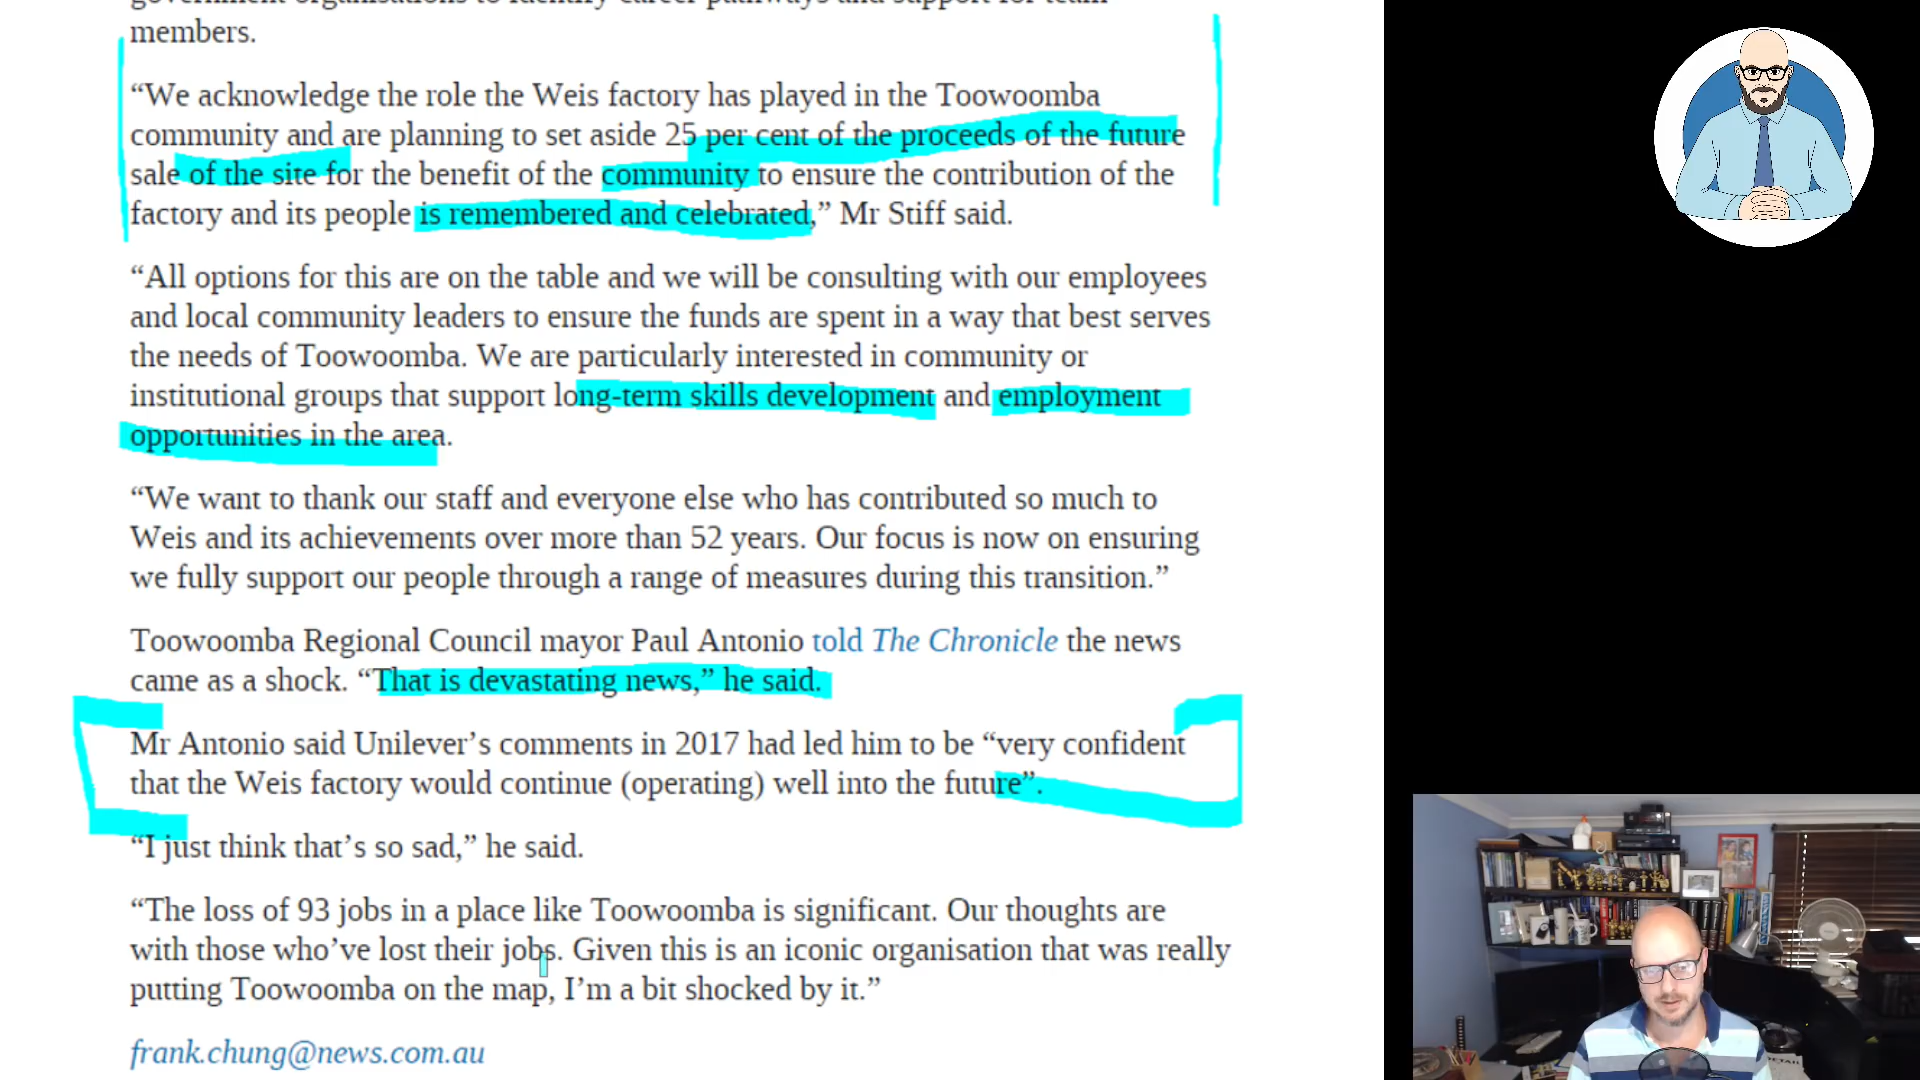 government organisations to identify career pathways and support for team
members.
“We acknowledge the role the Weis factory has played in the Toowoomba
community and are planning to set aside 25 per cent of the proceeds of the future
sale of the site for the benefit of the community to ensure the contribution of the
factory and its people is remembered and celebrated,” Mr Stiff said.
“All options for this are on the table and we will be consulting with our employees
and local community leaders to ensure the funds are spent in a way that best serves
the needs of Toowoomba. We are particularly interested in community or
institutional groups that support long-term skills development and employment
opportunities in the area.
“We want to thank our staff and everyone else who has contributed so much to
Weis and its achievements over more than 52 years. Our focus is now on ensuring
we fully support our people through a range of measures during this transition.”
Toowoomba Regional Council mayor Paul Antonio told The Chronicle the news
came as a shock. “That is devastating news,” he said.
Mr Antonio said Unilever’s comments in 2017 had led him to be “very confident
that the Weis factory would continue (operating) well into the future”.
“I just think that’s so sad,” he said.
“The loss of 93 jobs in a place like Toowoomba is significant. Our thoughts are
with those who’ve lost their jobs. Given this is an iconic organisation that was really
putting Toowoomba on the map, I’m a bit shocked by it.”
frank.chung@news.com.au